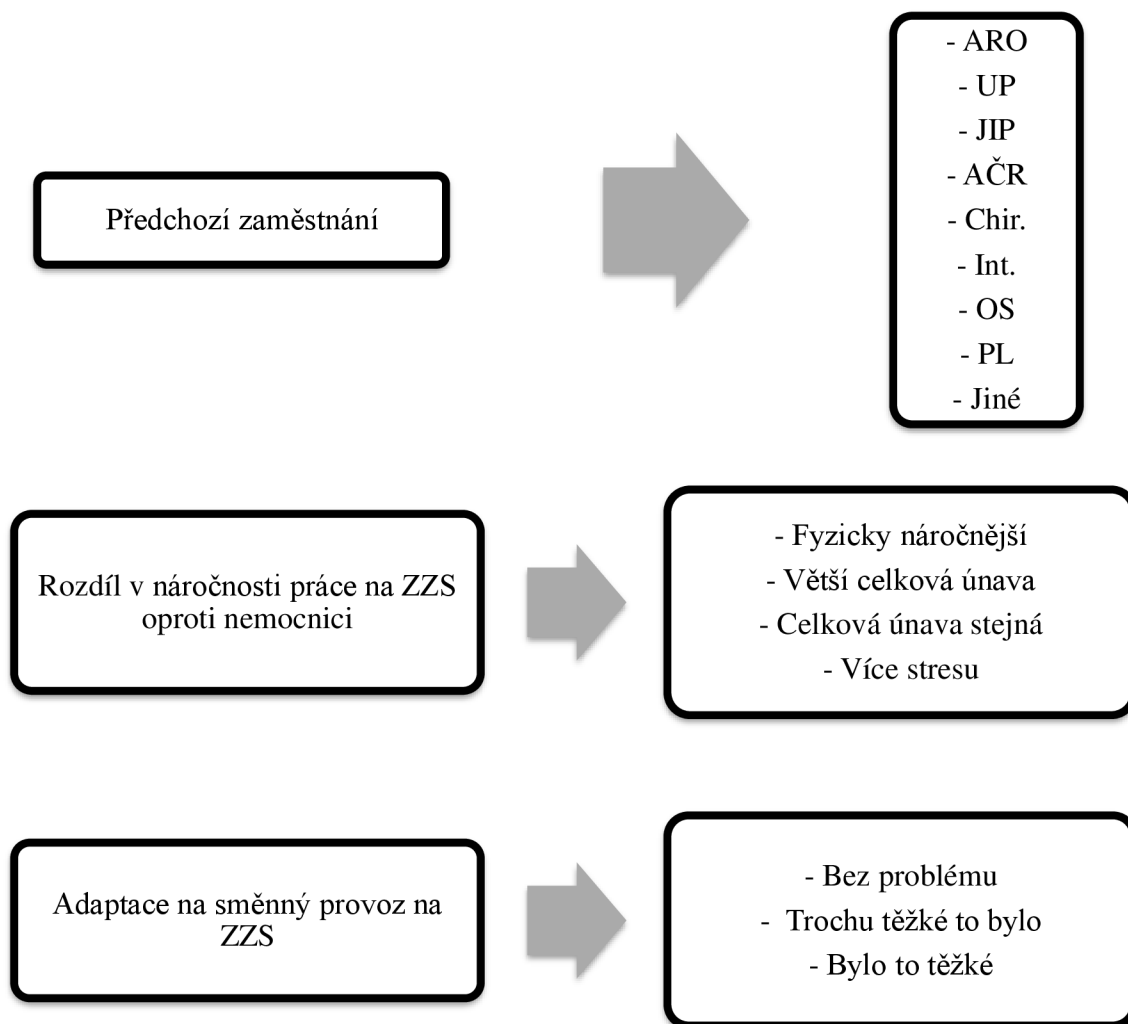 Předchozí zaměstnání
- ARO
- UP
- JIP
- AČR
- Chir.
- Int.
- OS
- PL
- Jiné
Rozdíl v náročnosti práce na ZZS
oproti nemocnici
- Fyzicky náročnější
- Větší celková únava
- Celková únava stejná
- Více stresu
Adaptace na směnný provoz na
ZZS
- Bez problému
- Trochu těžké to bylo
- Bylo to těžké